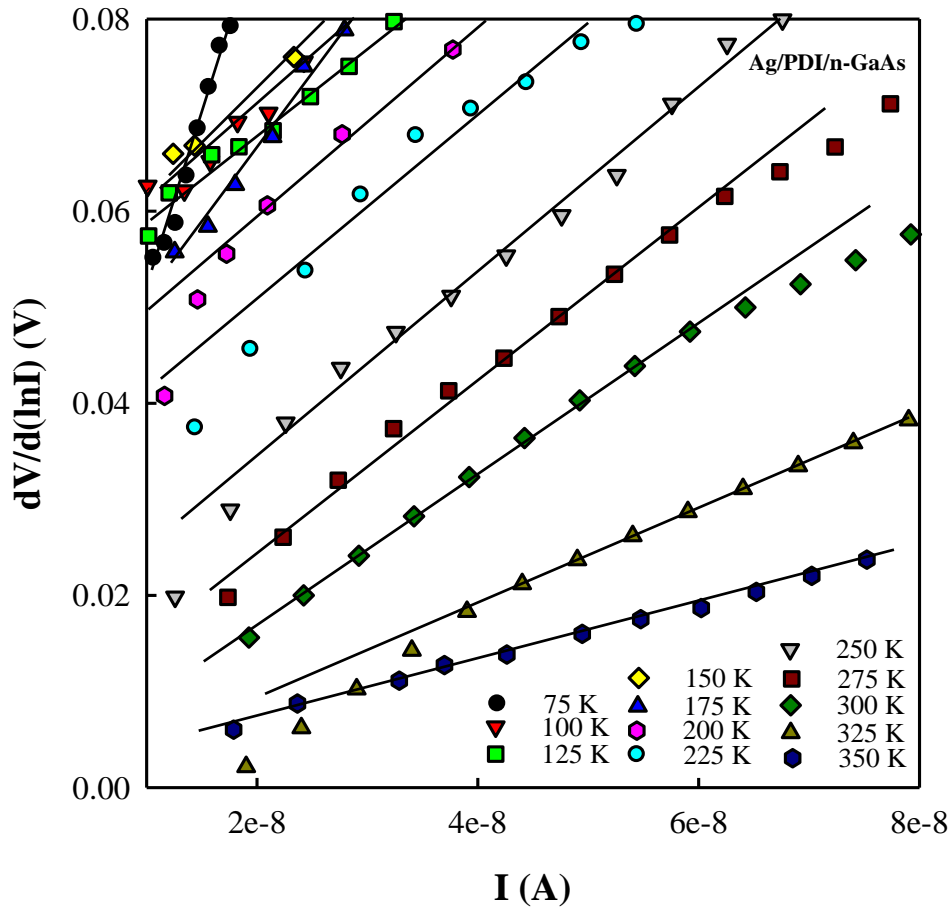 0.08
0.06
0.04
0.02
0.00
dV/d(lnI) (V)
Ag/PDI/n-GaAs
75 K
100 K
125 K
150 K
175 K
200 K
225 K
250 K
275 K
300 K
325 K
350 K
2e-8
4e-8
6e-8
8e-8
I (A)